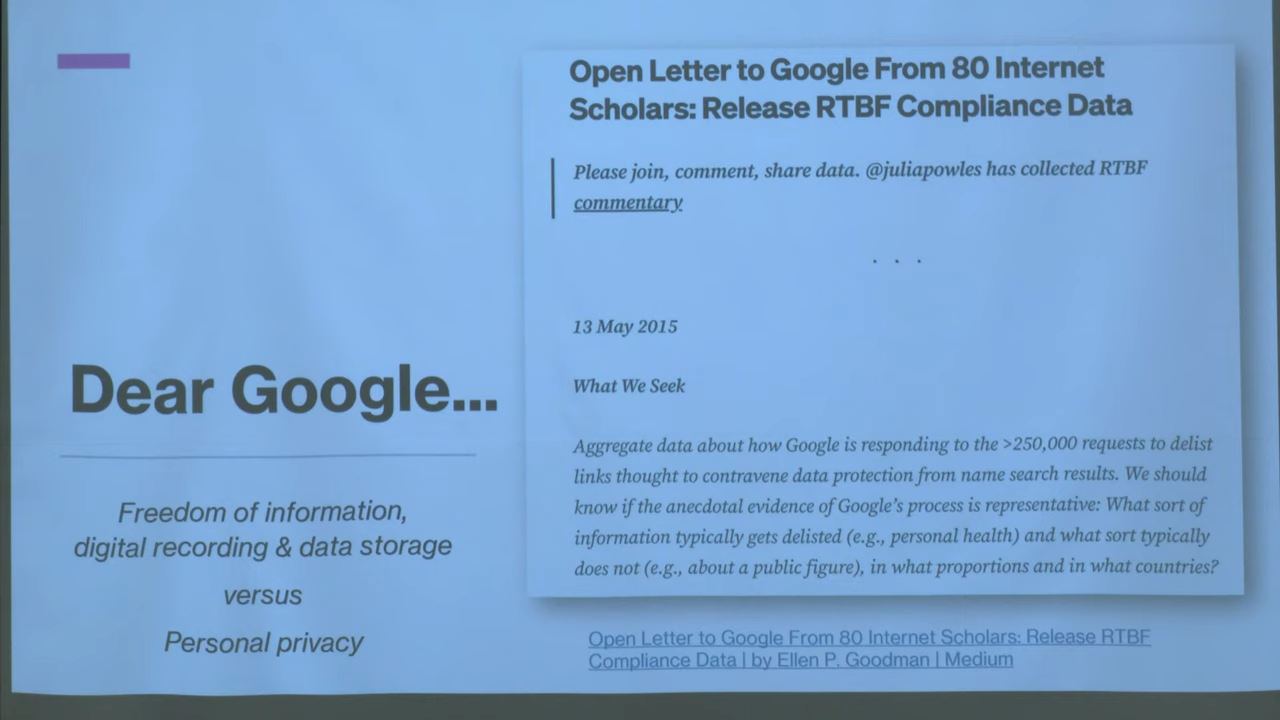 Dear Google...
Freedom of information,
digital recording & data storage
versus
Personal privacy
Open Letter to Google From 80 Internet
Scholars: Release RTBF Compliance Data
Please join, comment, share data. @juliapowles has collected RTBF
commentary
. . .
13 May 2015
What We Seek
Aggregate data about how Google is responding to the >250,000 requests to delist
links thought to contravene data protection from name search results. We should
know if the anecdotal evidence of Google’s process is representative: What sort of
information typically gets delisted (e.g., personal health) and what sort typically
does not (e.g., about a public figure), in what proportions and in what countries?
Open Letter to Google From 80 Internet Scholars: Release RTBF
Compliance Data | by Ellen P. Goodman | Medium